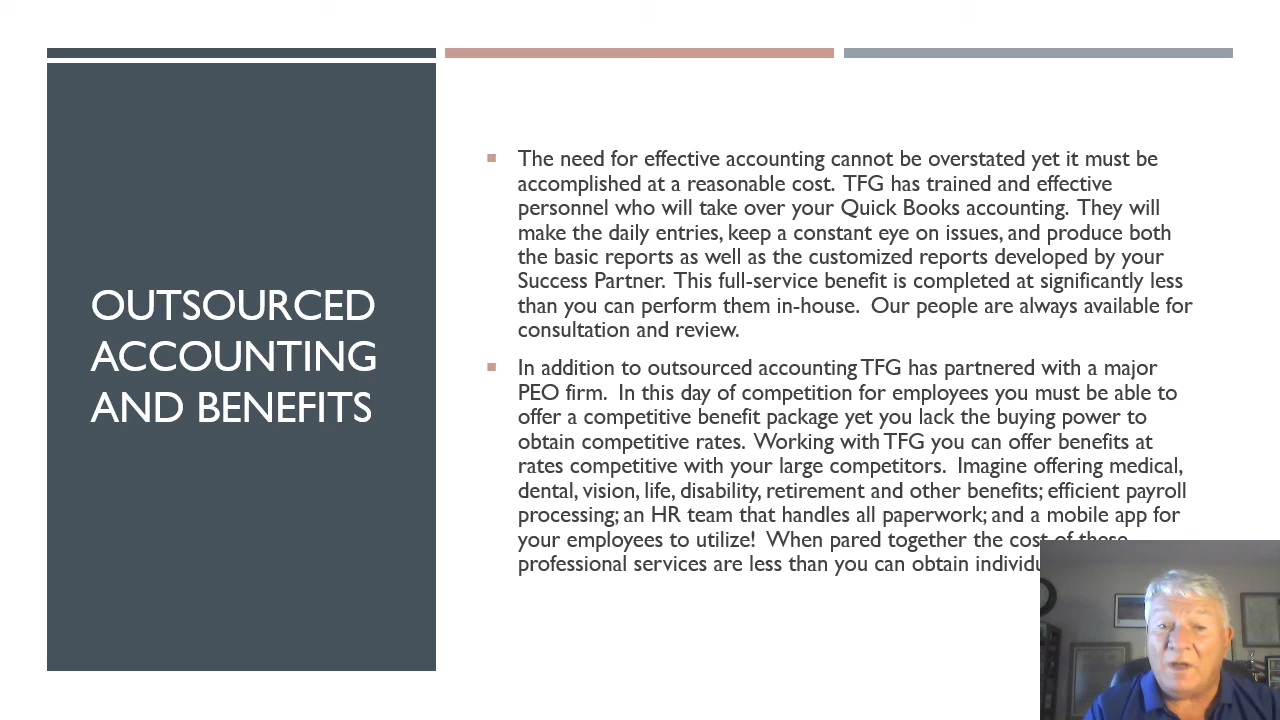 OUTSOURCED
ACCOUNTING
AND BENEFITS
The need for effective accounting cannot be overstated yet it must be
accomplished at a reasonable cost. TFG has trained and effective
personnel who will take over your Quick Books accounting. They will
make the daily entries, keep a constant eye on issues, and produce both
the basic reports as well as the customized reports developed by your
Success Partner. This full-service benefit is completed at significantly less
than you can perform them in-house. Our people are always available for
consultation and review.
In addition to outsourced accounting TFG has partnered with a major
PEO firm. In this day of competition for employees you must be able to
offer a competitive benefit package yet you lack the buying power to
obtain competitive rates. Working with TFG you can offer benefits at
rates competitive with your large competitors. Imagine offering medical,
dental, vision, life, disability, retirement and other benefits; efficient payroll
processing; an HR team that handles all paperwork; and a mobile app for
your employees to utilize! When pared together the cost of these
professional services are less than you can obtain